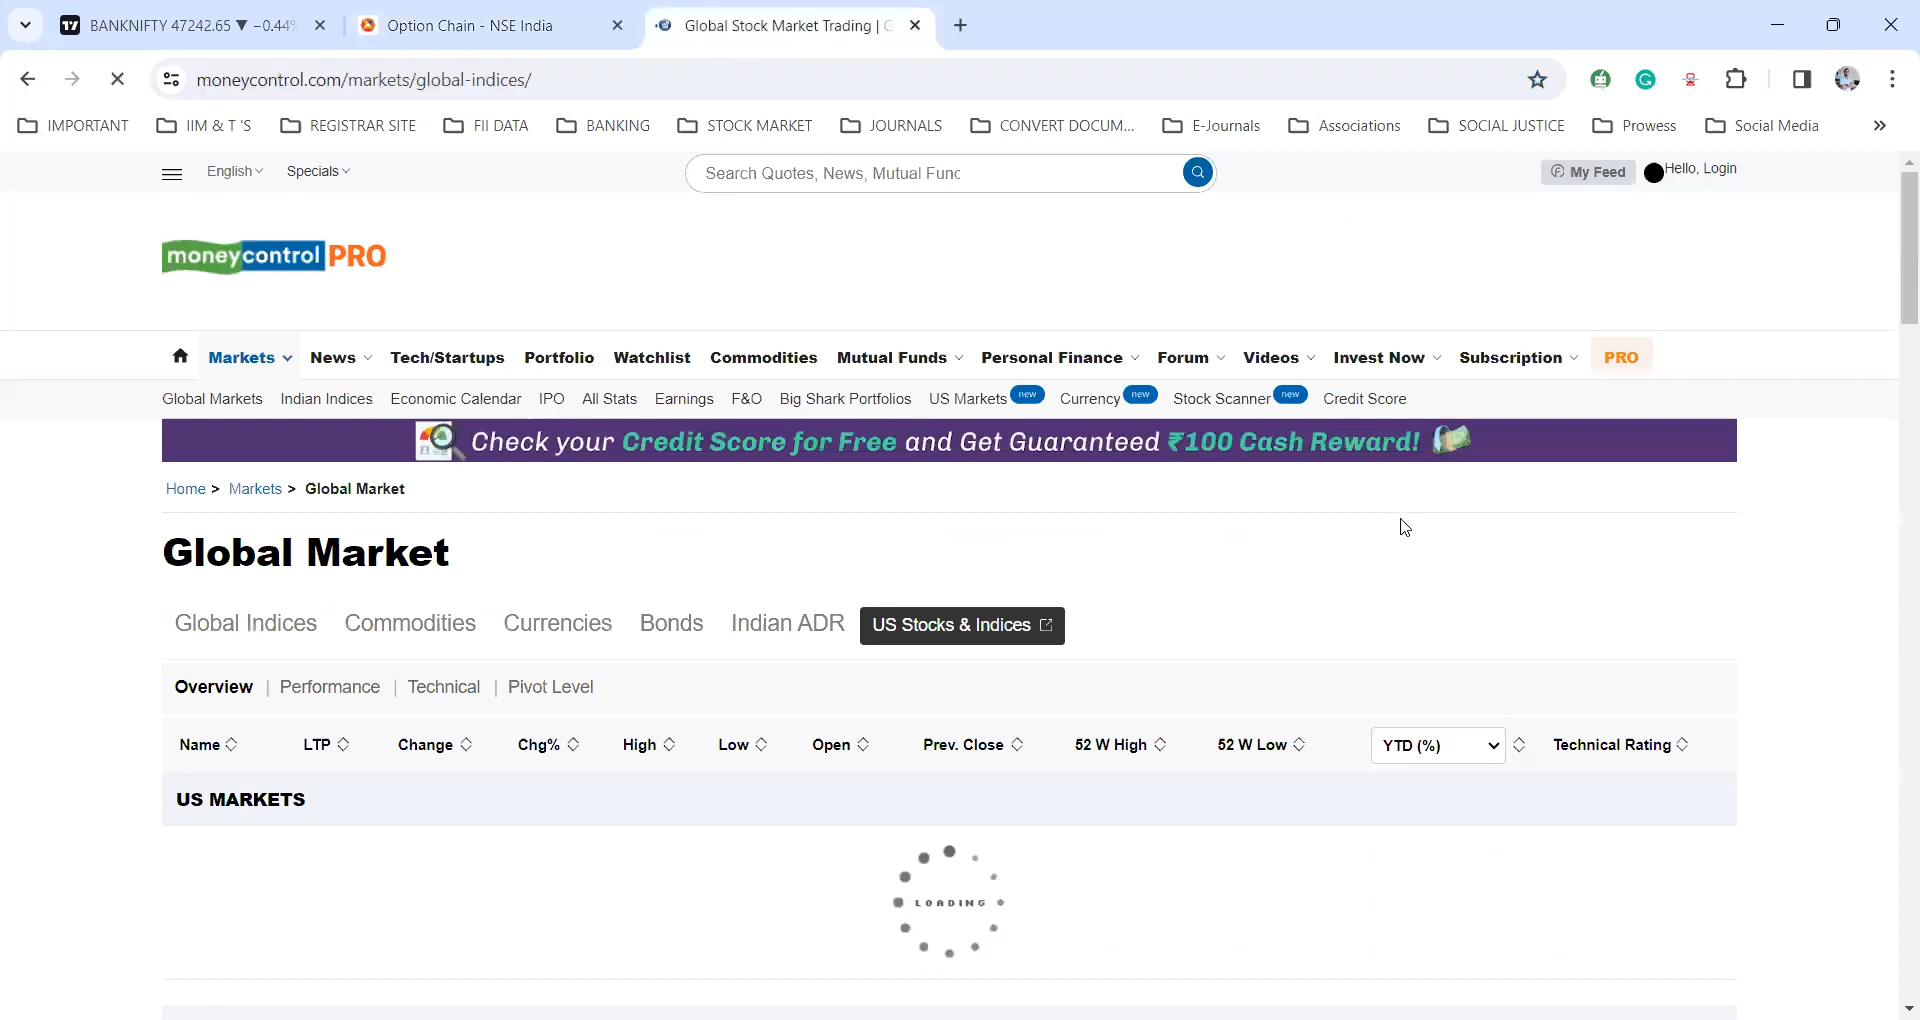 BANKNIFTY 47242.65 ▼ −0.44%
Option Chain - NSE India
Global Stock Market Trading | G
moneycontrol.com/markets/global-indices/
IMPORTANT
IIM & T 'S
REGISTRAR SITE
FII DATA
BANKING
STOCK MARKET
JOURNALS
CONVERT DOCUM...
E-Journals
Associations
SOCIAL JUSTICE
Prowess
Social Media
English
Specials
Search Quotes, News, Mutual Func
My Feed
Hello, Login
moneycontrol PRO
Markets News Tech/Startups Portfolio Watchlist Commodities Mutual Funds Personal Finance Forum Videos Invest Now Subscription PRO
Global Markets Indian Indices Economic Calendar IPO All Stats Earnings F&O Big Shark Portfolios US Markets new Currency new Stock Scanner new Credit Score
Check your Credit Score for Free and Get Guaranteed ₹100 Cash Reward!
Home > Markets > Global Market
Global Market
Global Indices Commodities Currencies Bonds Indian ADR US Stocks & Indices
Overview | Performance | Technical | Pivot Level
Name LTP Change Chg% High Low Open Prev. Close 52 W High 52 W Low YTD (%) Technical Rating
US MARKETS
LOADING